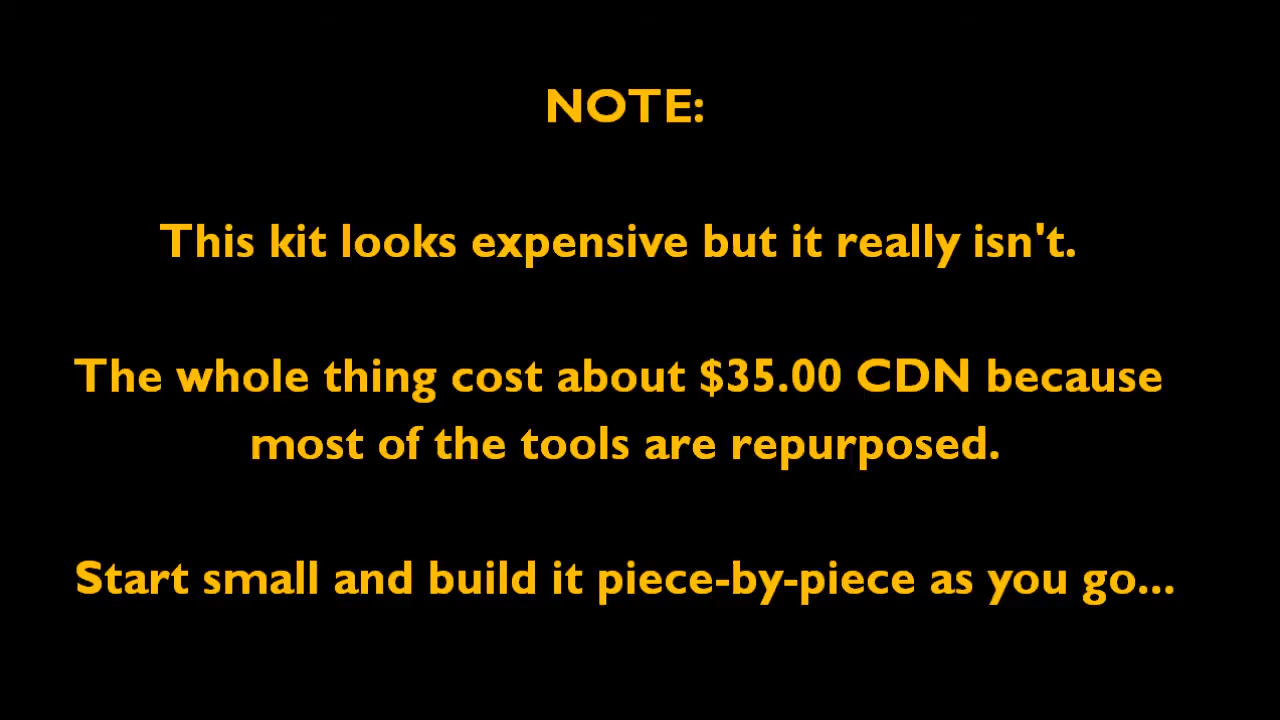 NOTE:
This kit looks expensive but it really isn't.
The whole thing cost about $35.00 CDN because
most of the tools are repurposed.
Start small and build it piece-by-piece as you go...